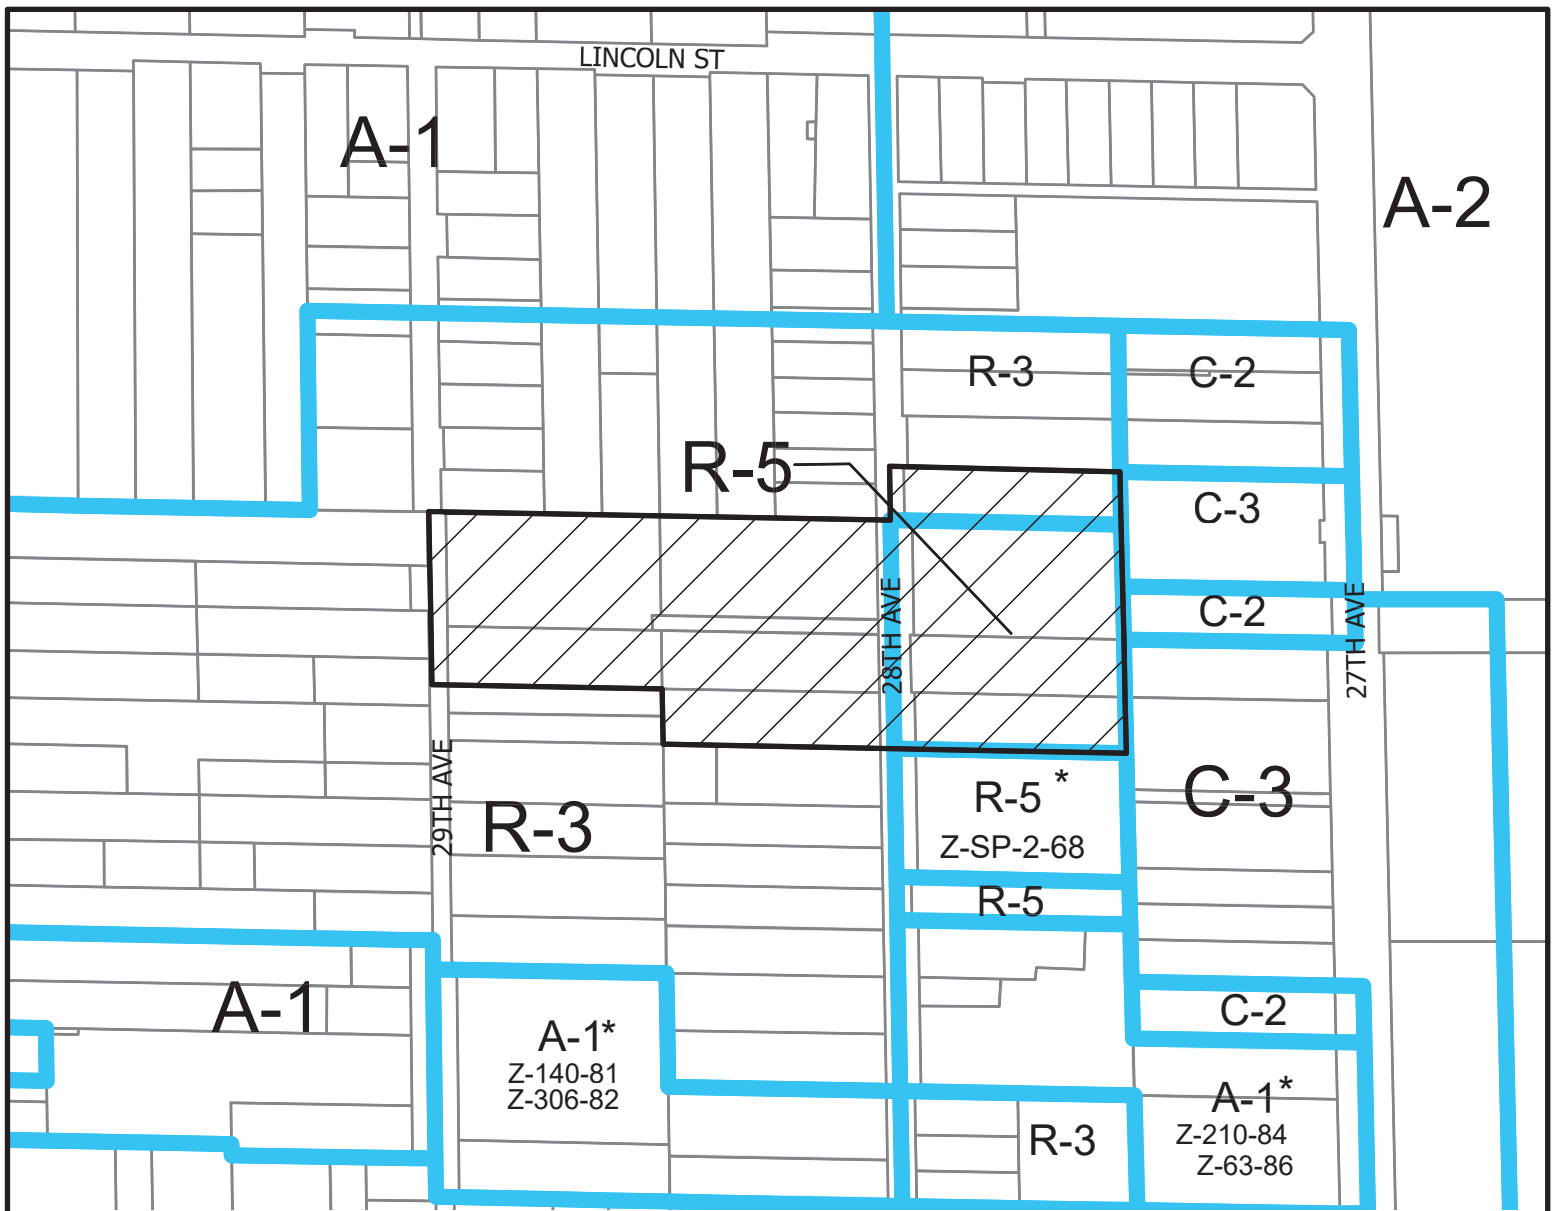 LINCOLN ST
A-1
A-2
R-3
C-2
R-5
C-3
C-2
28TH AVE
27TH AVE
29TH AVE
R-3
R-5 *
Z-SP-2-68
C-3
R-5
A-1
A-1*
Z-140-81
Z-306-82
C-2
R-3
A-1*
Z-210-84
Z-63-86